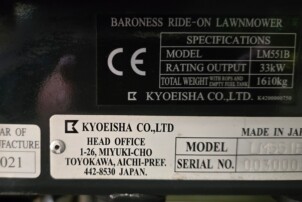 BARONESS RIDE-ON LAWNMOWER
SPECIFICATIONS
MODEL LM551B
RATING OUTPUT 33kW
TOTAL WEIGHT WITH ROPS AND EMPTY FUEL TANK 1610kg
CE
KYOEISHA CO.,LTD
KYOEISHA CO.,LTD
HEAD OFFICE
1-26, MIYUKI-CHO
TOYOKAWA, AICHI-PREF.
442-8530 JAPAN.
AR OF
021
MADE IN JAP
MODEL LM551B
SERIAL NO.